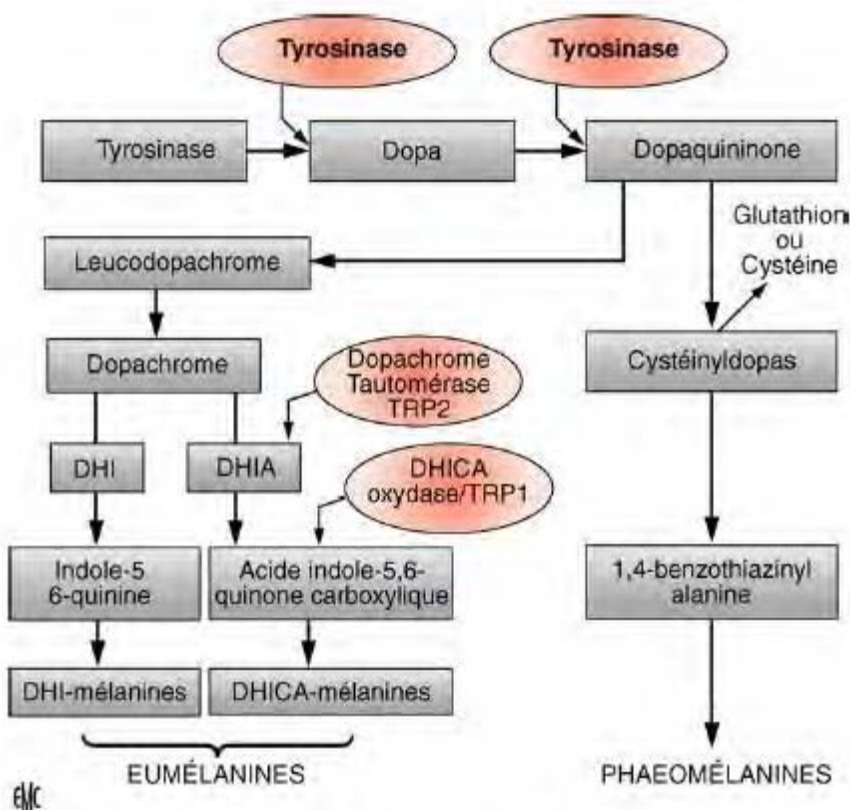 Tyrosinase
Tyrosinase
Tyrosinase
Dopa
Dopaquininone
Glutathion
ou
Cystéine
Leucodopachrome
Dopachrome
Dopachrome
Tautomérase
TRP2
Cystéinyldopas
DHI
DHIA
DHICA
oxydase/TRP1
Indole-5
6-quinine
Acide indole-5,6-
quinone carboxylique
1,4-benzothiazinyl
alanine
DHI-mélanines
DHICA-mélanines
EUMÉLANINES
PHAEOMÉLANINES
EMC